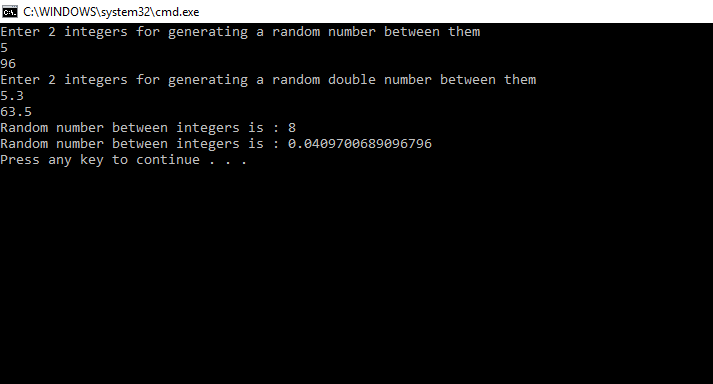 C:\WINDOWS\system32\cmd.exe
Enter 2 integers for generating a random number between them
5
96
Enter 2 integers for generating a random double number between them
5.3
63.5
Random number between integers is : 8
Random number between integers is : 0.0409700689096796
Press any key to continue . . .